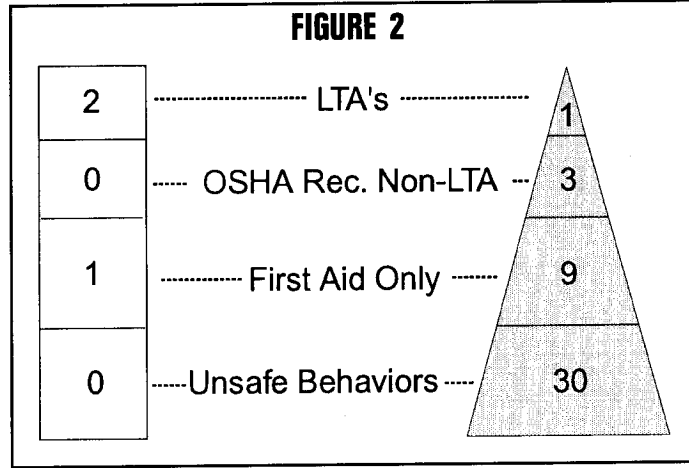 FIGURE 2
2 LTA's 1
0 OSHA Rec. Non-LTA 3
1 First Aid Only 9
0 Unsafe Behaviors 30